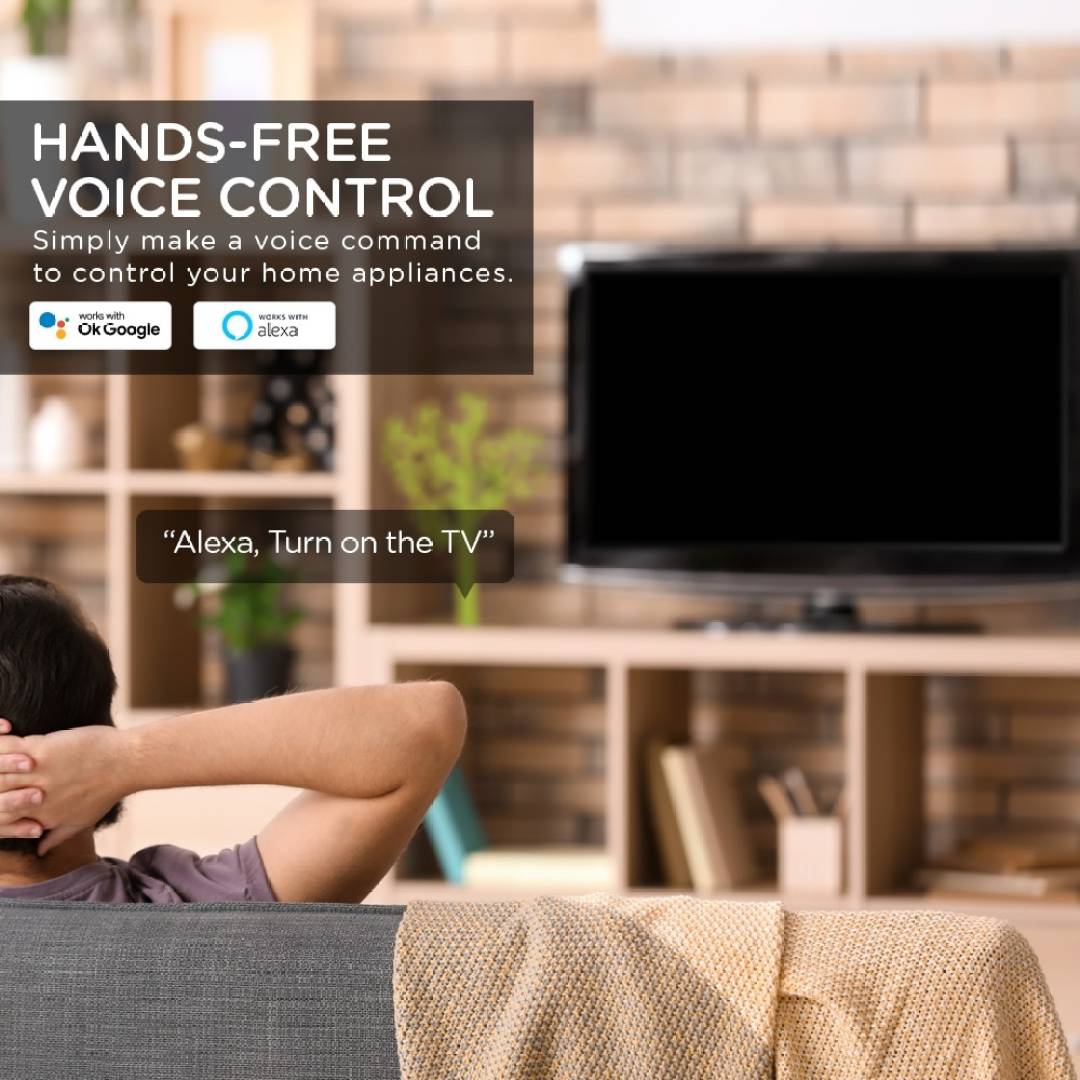 HANDS-FREE
VOICE CONTROL
Simply make a voice command
to control your home appliances.
works with
Ok Google
WORKS WITH
alexa
“Alexa, Turn on the TV”